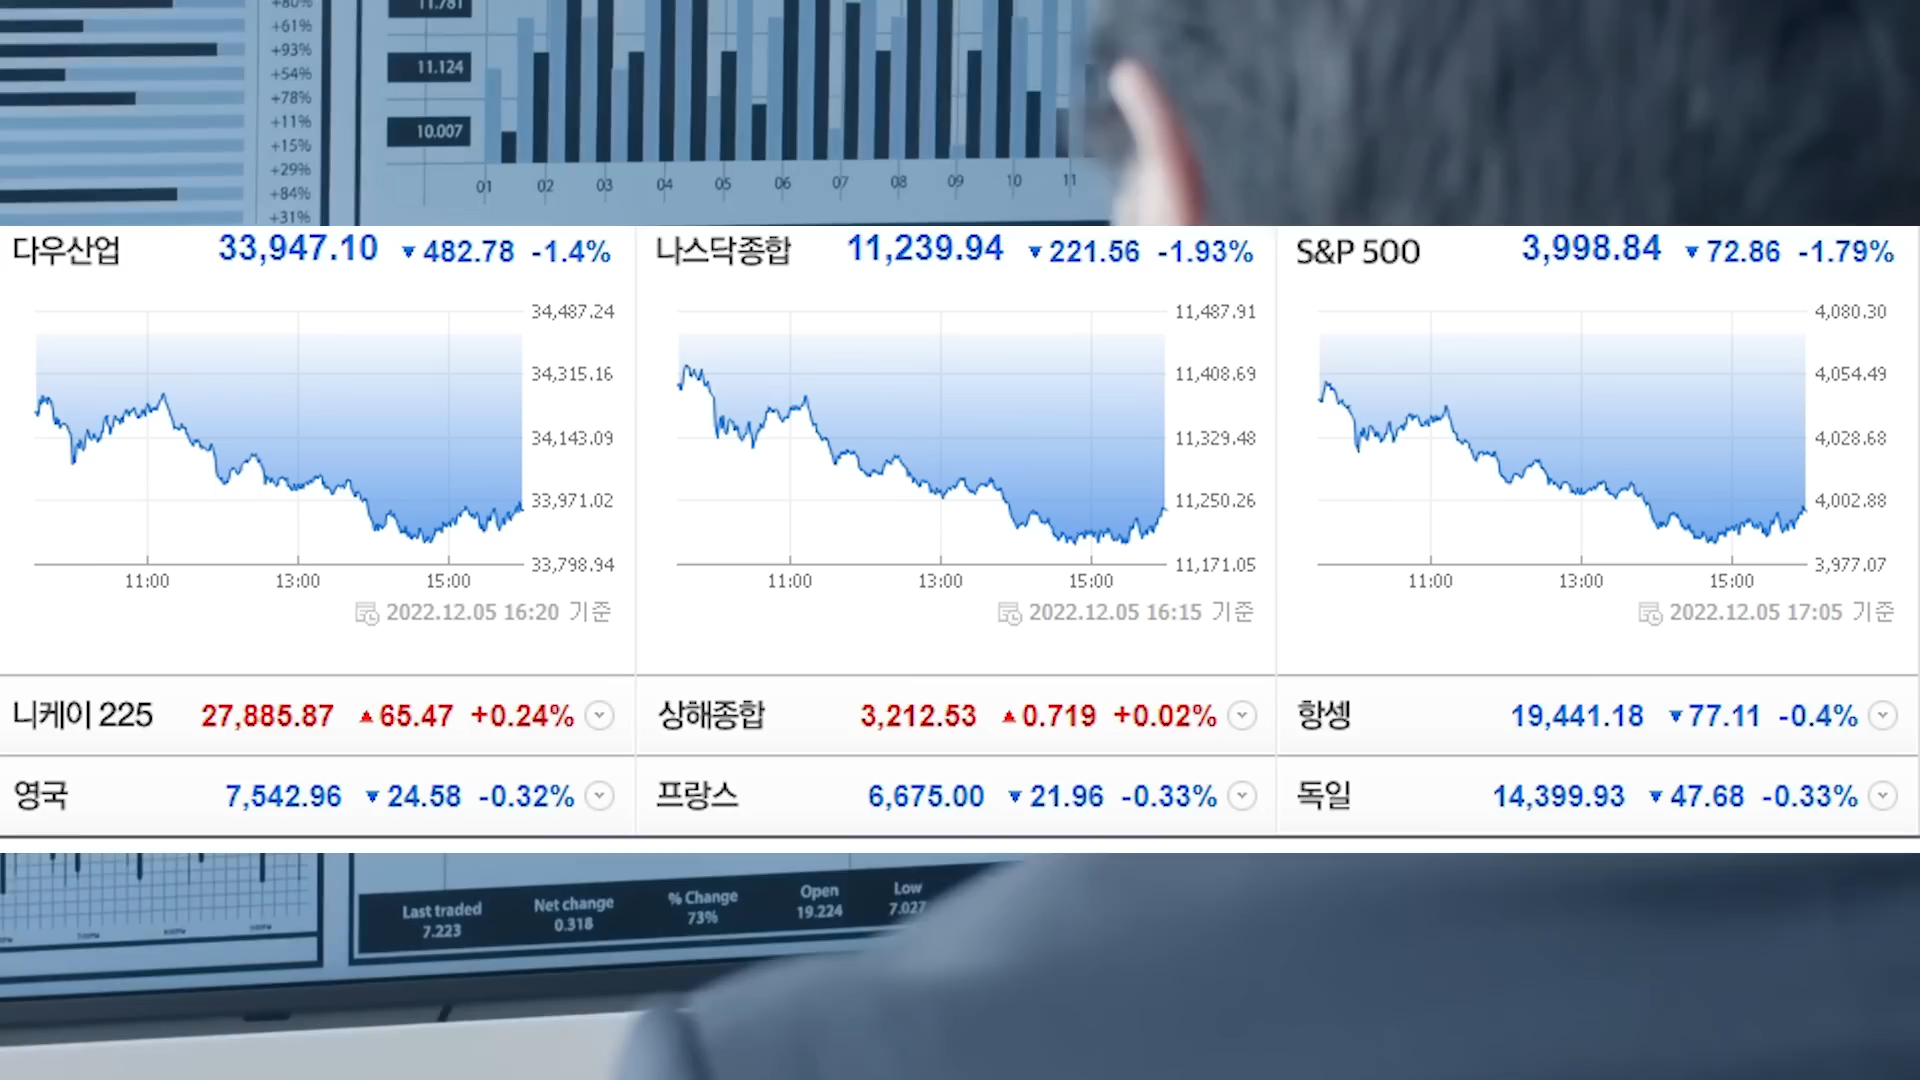 +80%
+61%
+93%
+54%
+78%
+11%
+15%
+29%
+84%
+31%
11.781
11.124
10.007
01 02 03 04 05 06 07 08 09 10 11
다우산업 33,947.10 ▼482.78 -1.4%
34,487.24
34,315.16
34,143.09
33,971.02
33,798.94
11:00 13:00 15:00
2022.12.05 16:20 기준
나스닥종합 11,239.94 ▼221.56 -1.93%
11,487.91
11,408.69
11,329.48
11,250.26
11,171.05
11:00 13:00 15:00
2022.12.05 16:15 기준
S&P 500 3,998.84 ▼72.86 -1.79%
4,080.30
4,054.49
4,028.68
4,002.88
3,977.07
11:00 13:00 15:00
2022.12.05 17:05 기준
니케이 225 27,885.87 ▲65.47 +0.24%
상해종합 3,212.53 ▲0.719 +0.02%
항셍 19,441.18 ▼77.11 -0.4%
영국 7,542.96 ▼24.58 -0.32%
프랑스 6,675.00 ▼21.96 -0.33%
독일 14,399.93 ▼47.68 -0.33%
Last traded Net change % Change Open Low
7.223 0.318 73% 19.224 7.027